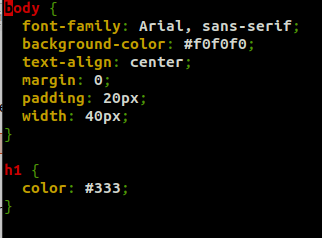 body {
  font-family: Arial, sans-serif;
  background-color: #f0f0f0;
  text-align: center;
  margin: 0;
  padding: 20px;
  width: 40px;
}

h1 {
  color: #333;
}